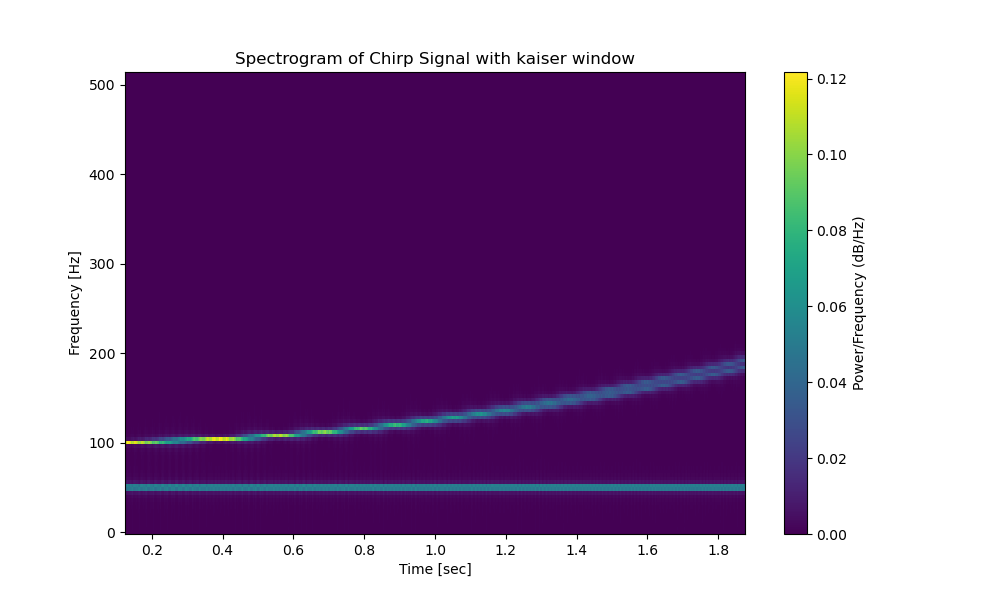 Spectrogram of Chirp Signal with kaiser window
Frequency [Hz]
500
400
300
200
100
0
0.2 0.4 0.6 0.8 1.0 1.2 1.4 1.6 1.8
Time [sec]
0.12
0.10
0.08
0.06
0.04
0.02
0.00
Power/Frequency (dB/Hz)